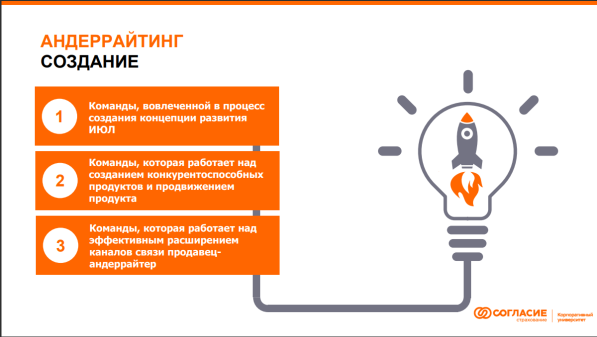 АНДЕРРАЙТИНГ
СОЗДАНИЕ
1
Команды, вовлеченной в процесс
создания концепции развития
ИЮЛ
2
Команды, которая работает над
созданием конкурентоспособных
продуктов и продвижением
продукта
3
Команды, которая работает над
эффективным расширением
каналов связи продавец-
андеррайтер
СОГЛАСИЕ
страхование
Корпоративный
университет